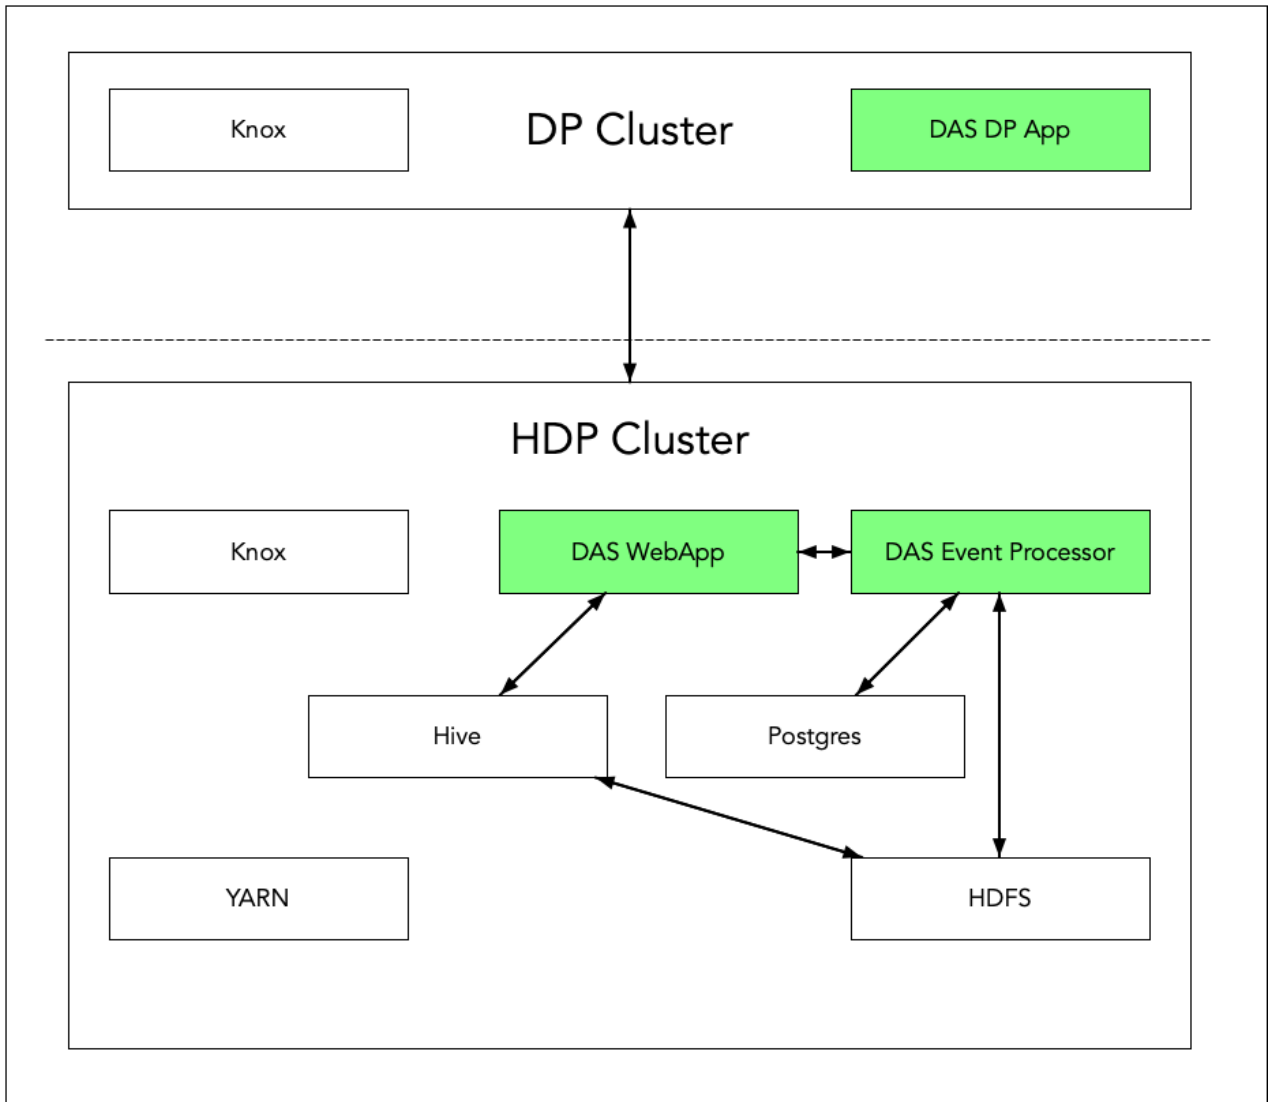 Knox
DP Cluster
DAS DP App
HDP Cluster
Knox
DAS WebApp
DAS Event Processor
Hive
Postgres
YARN
HDFS